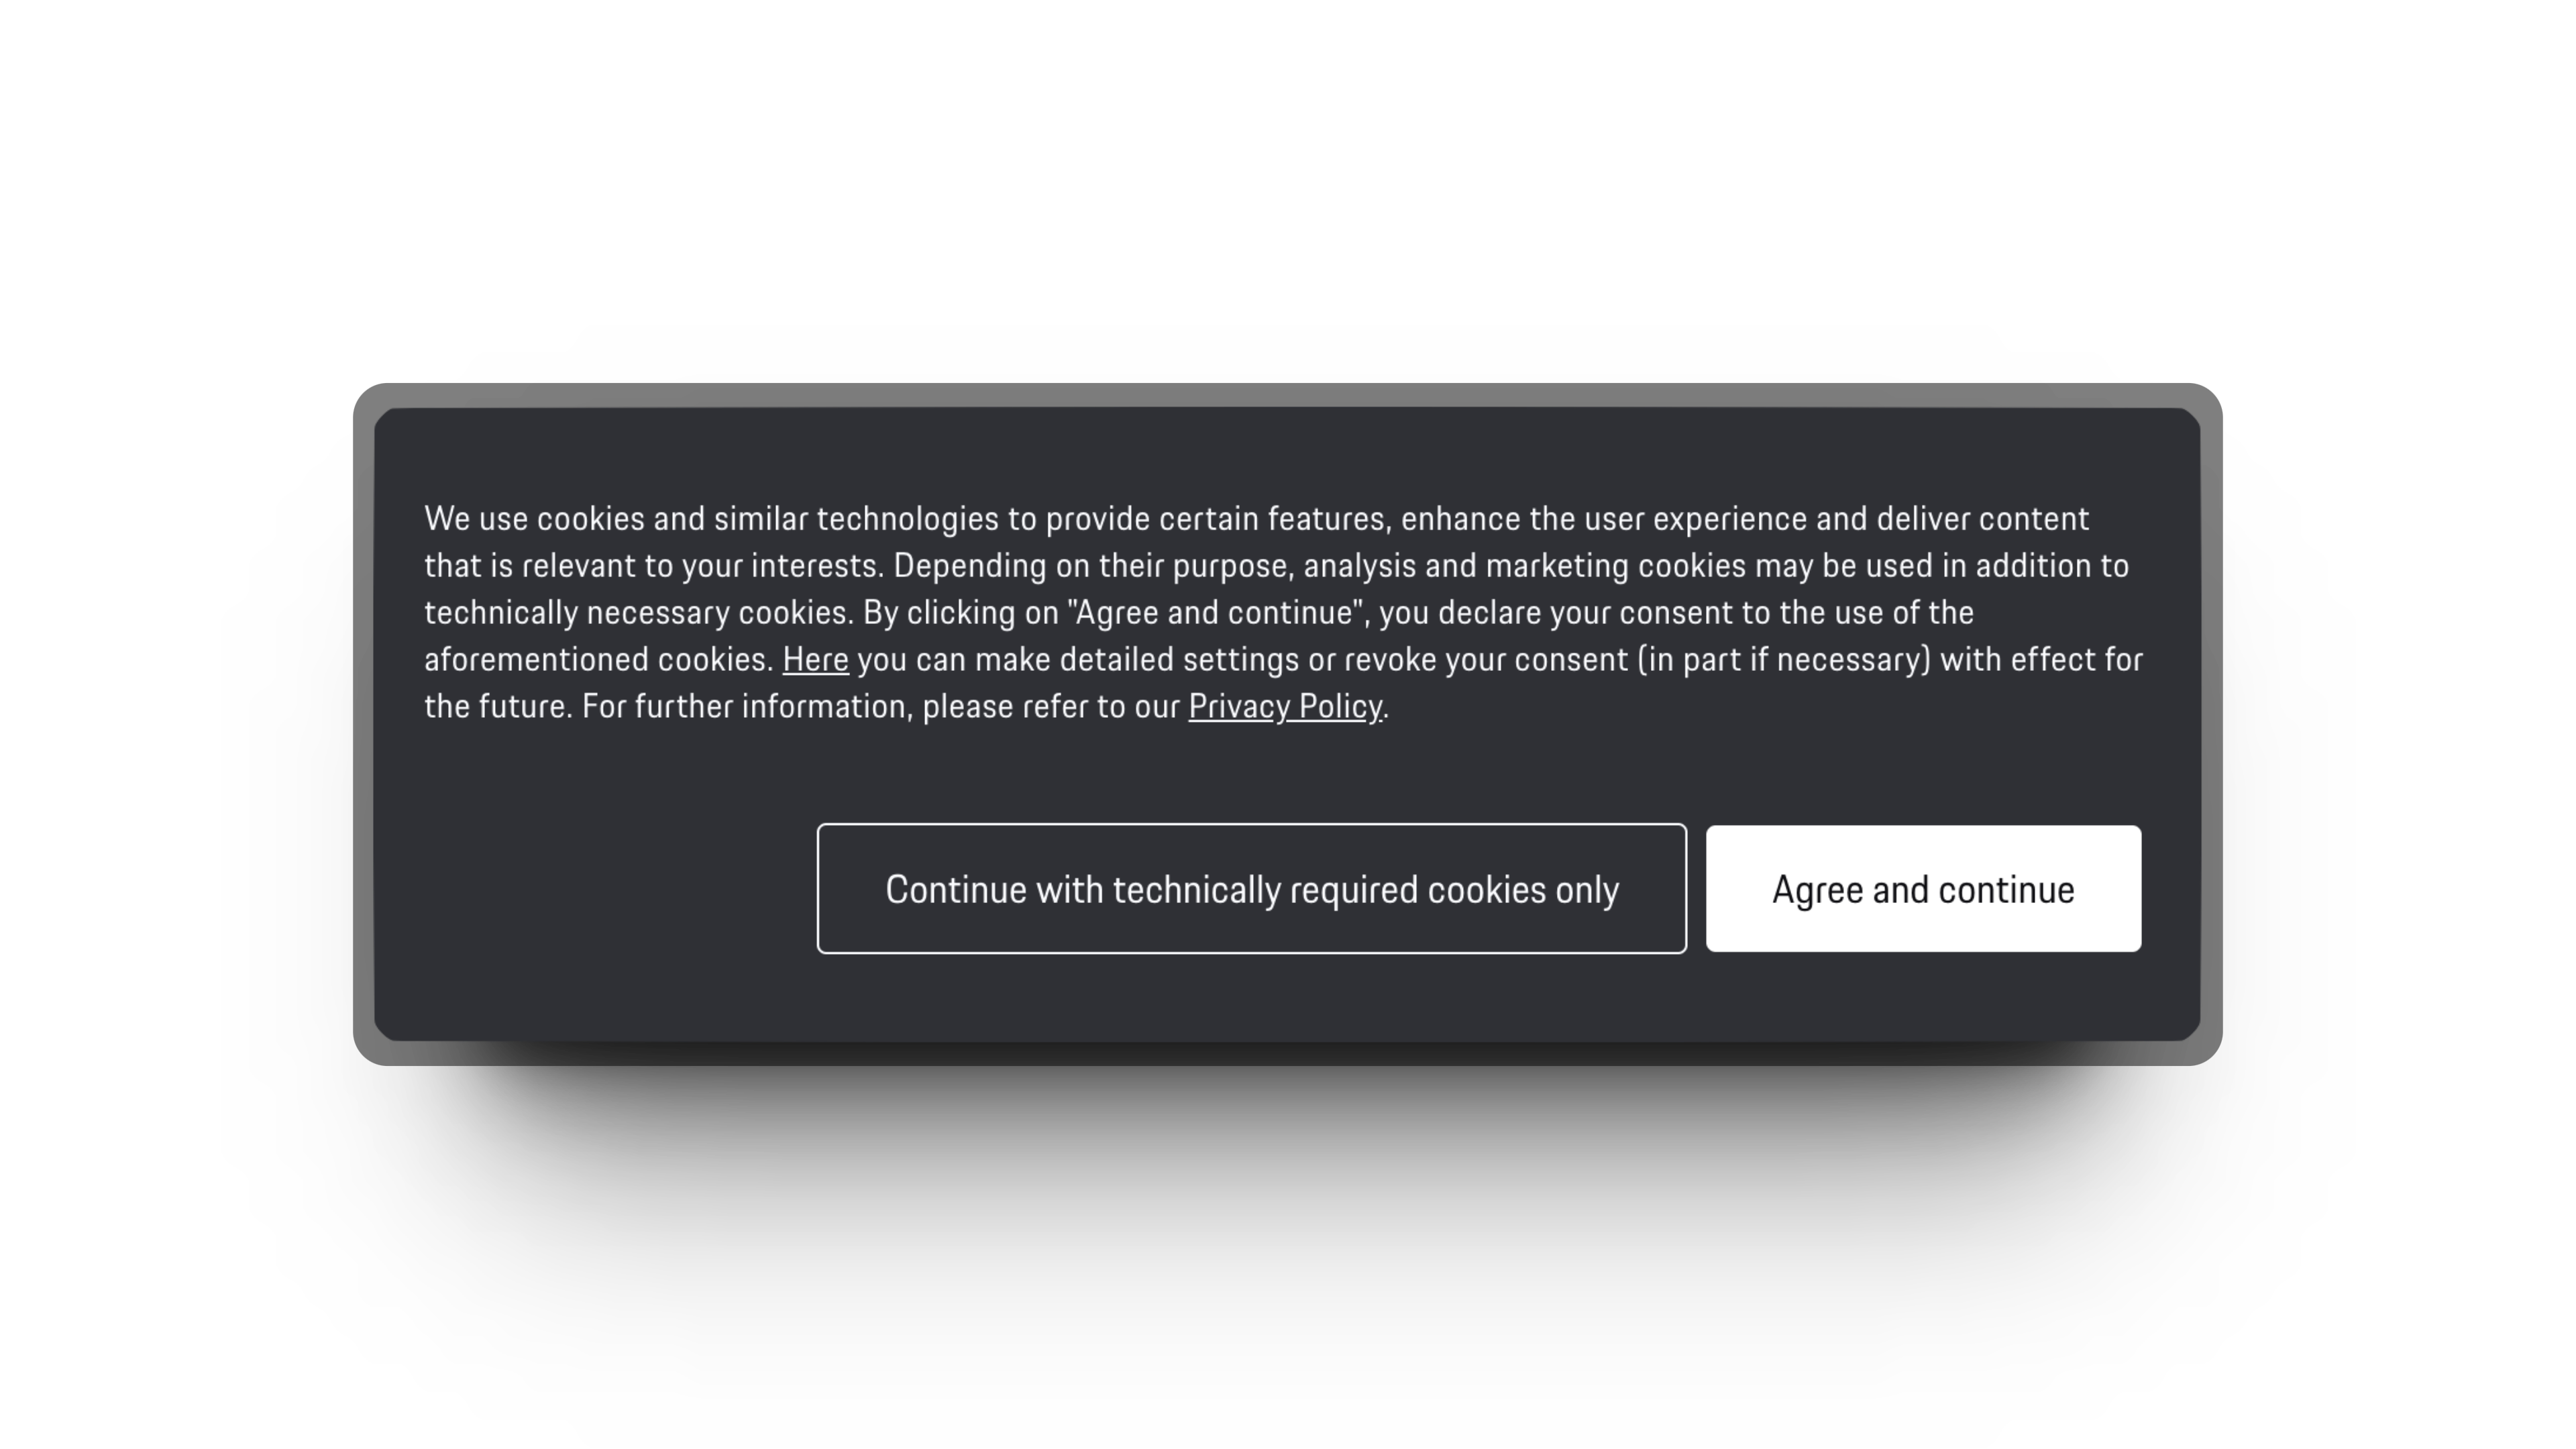 We use cookies and similar technologies to provide certain features, enhance the user experience and deliver content
that is relevant to your interests. Depending on their purpose, analysis and marketing cookies may be used in addition to
technically necessary cookies. By clicking on "Agree and continue", you declare your consent to the use of the
aforementioned cookies. Here you can make detailed settings or revoke your consent (in part if necessary) with effect for
the future. For further information, please refer to our Privacy Policy.
Continue with technically required cookies only
Agree and continue